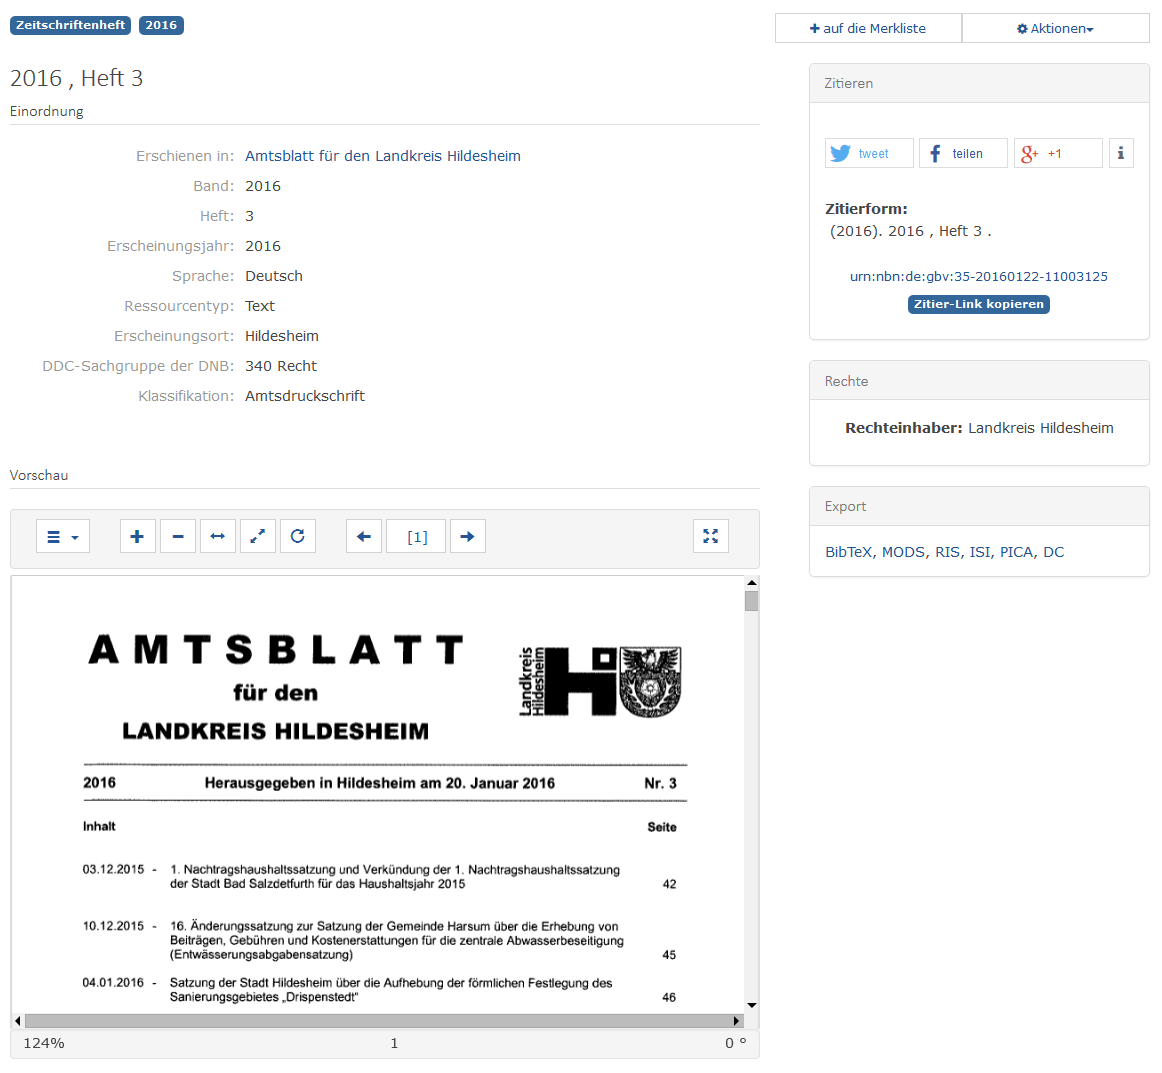 Zeitschriftenheft 2016
auf die Merkliste
Aktionen
2016 , Heft 3
Einordnung
Erschienen in: Amtsblatt für den Landkreis Hildesheim
Band: 2016
Heft: 3
Erscheinungsjahr: 2016
Sprache: Deutsch
Ressourcentyp: Text
Erscheinungsort: Hildesheim
DDC-Sachgruppe der DNB: 340 Recht
Klassifikation: Amtsdruckschrift
Vorschau
[1]
AMTSBLATT
für den
LANDKREIS HILDESHEIM
Landkreis
Hildesheim
2016 Herausgegeben in Hildesheim am 20. Januar 2016 Nr. 3
Inhalt Seite
03.12.2015 - 1. Nachtragshaushaltssatzung und Verkündung der 1. Nachtragshaushaltssatzung
der Stadt Bad Salzdetfurth für das Haushaltsjahr 2015 42
10.12.2015 - 16. Änderungssatzung zur Satzung der Gemeinde Harsum über die Erhebung von
Beiträgen, Gebühren und Kostenerstattungen für die zentrale Abwasserbeseitigung
(Entwässerungsabgabensatzung) 45
04.01.2016 - Satzung der Stadt Hildesheim über die Aufhebung der förmlichen Festlegung des
Sanierungsgebietes „Drispenstedt“ 46
124% 1 0 °
Zitieren
tweet
teilen
g+ +1
i
Zitierform:
(2016). 2016 , Heft 3 .
urn:nbn:de:gbv:35-20160122-11003125
Zitier-Link kopieren
Rechte
Rechteinhaber: Landkreis Hildesheim
Export
BibTeX, MODS, RIS, ISI, PICA, DC